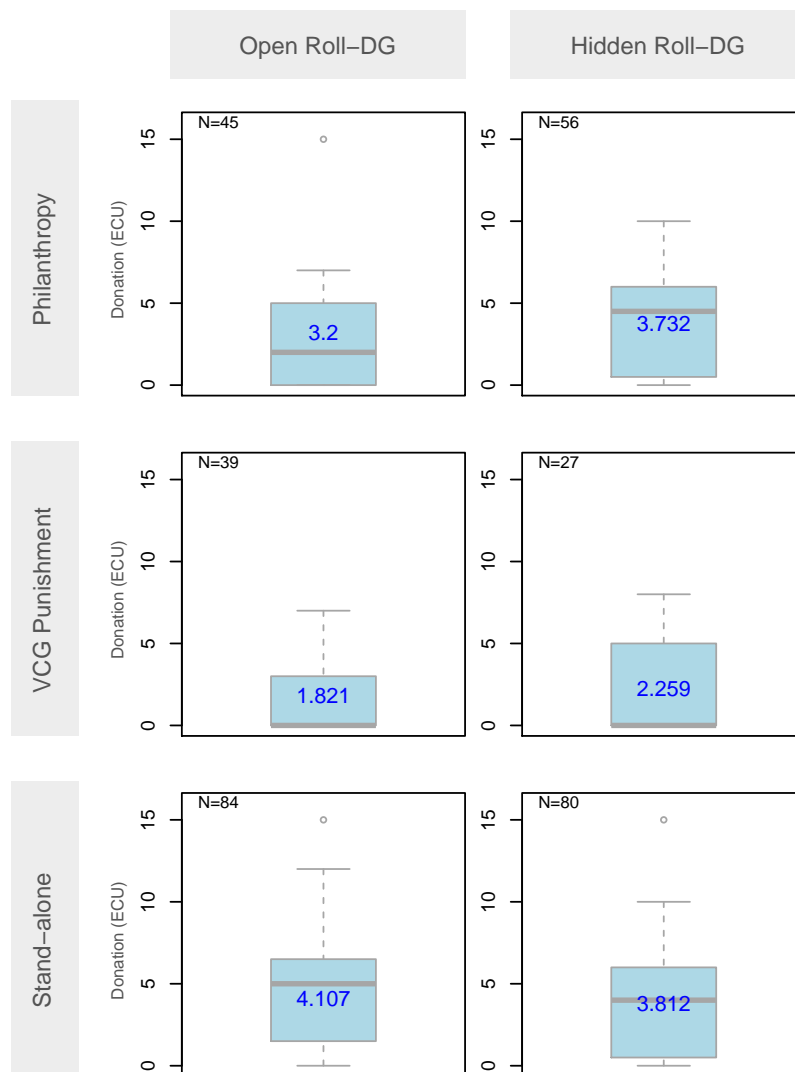 Open Roll−DG
Hidden Roll−DG
Philanthropy
Donation (ECU)
15
10
5
0
N=45
3.2
15
10
5
0
N=56
3.732
VCG Punishment
Donation (ECU)
15
10
5
0
N=39
1.821
15
10
5
0
N=27
2.259
Stand−alone
Donation (ECU)
15
10
5
0
N=84
4.107
15
10
5
0
N=80
3.812